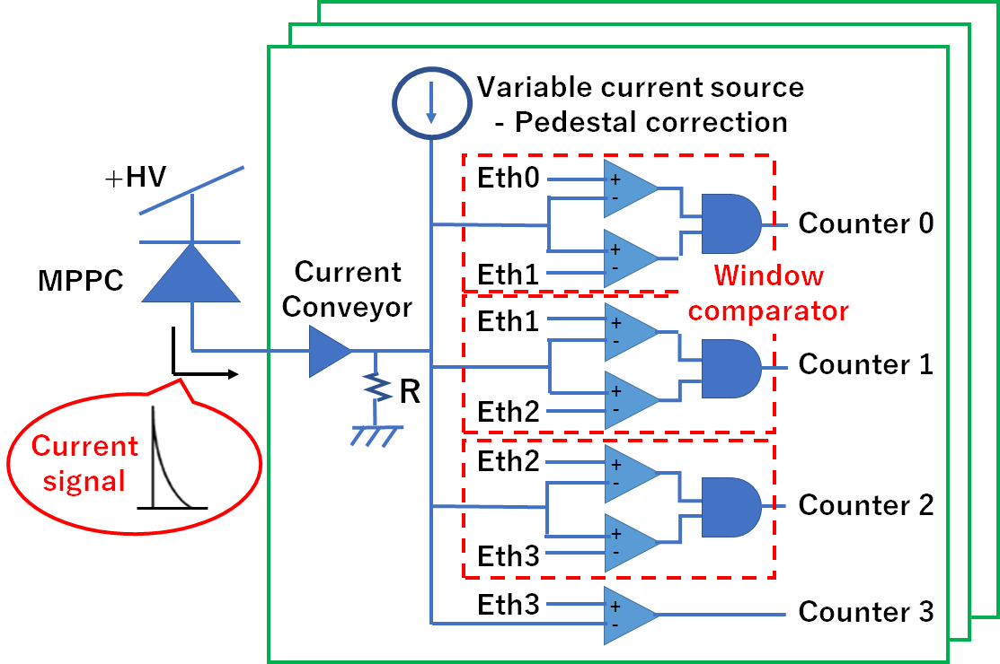 Variable current source
- Pedestal correction
+HV
MPPC
Current
Conveyor
R
Current
signal
Eth0
+
-
+
-
Eth1
Counter 0
Window
comparator
Eth1
+
-
+
-
Eth2
Counter 1
Eth2
+
-
+
-
Eth3
Counter 2
Eth3
+
-
Counter 3